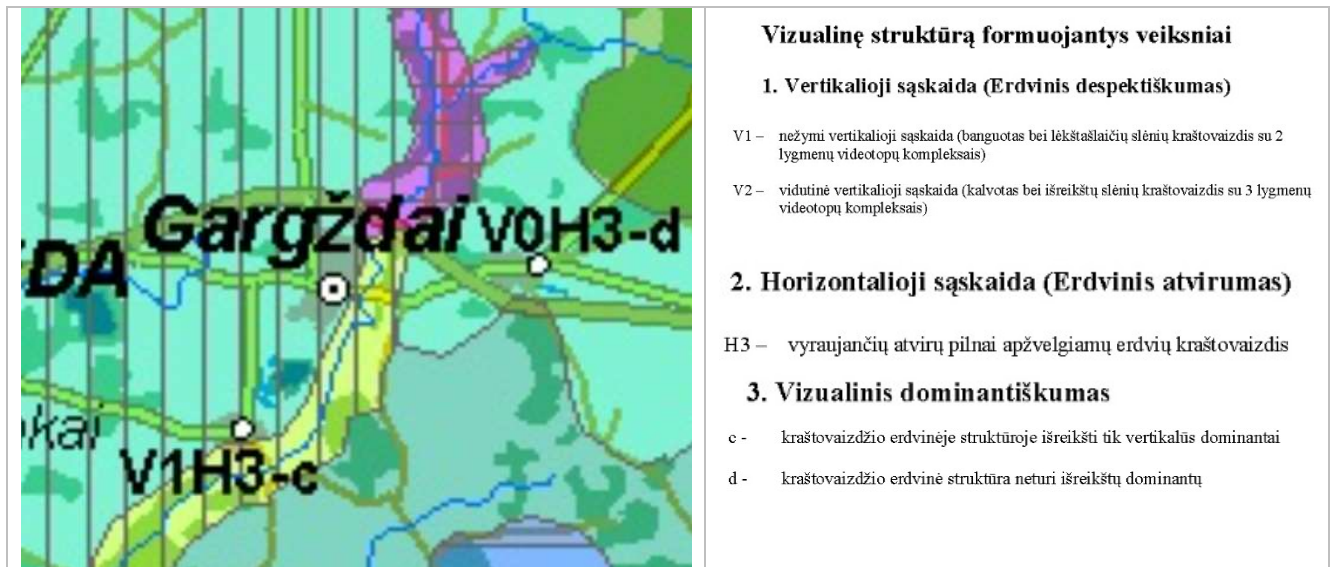 Gargždai V0H3-d
DA
kai
V1H3-c
Vizualinę struktūrą formuojantys veiksniai
1. Vertikalioji sąskaida (Erdvinis despektiškumas)
V1 – nežymi vertikalioji sąskaida (banguotas bei lėkštašlaičių slėnių kraštovaizdis su 2
lygmenų videotopų kompleksais)
V2 – vidutinė vertikalioji sąskaida (kalvotas bei išreikštų slėnių kraštovaizdis su 3 lygmenų
videotopų kompleksais)
2. Horizontalioji sąskaida (Erdvinis atvirumas)
H3 – vyraujančių atvirų pilnai apžvelgiamų erdvių kraštovaizdis
3. Vizualinis dominantiškumas
c - kraštovaizdžio erdvinėje struktūroje išreikšti tik vertikalūs dominantai
d - kraštovaizdžio erdvinė struktūra neturi išreikštų dominantų